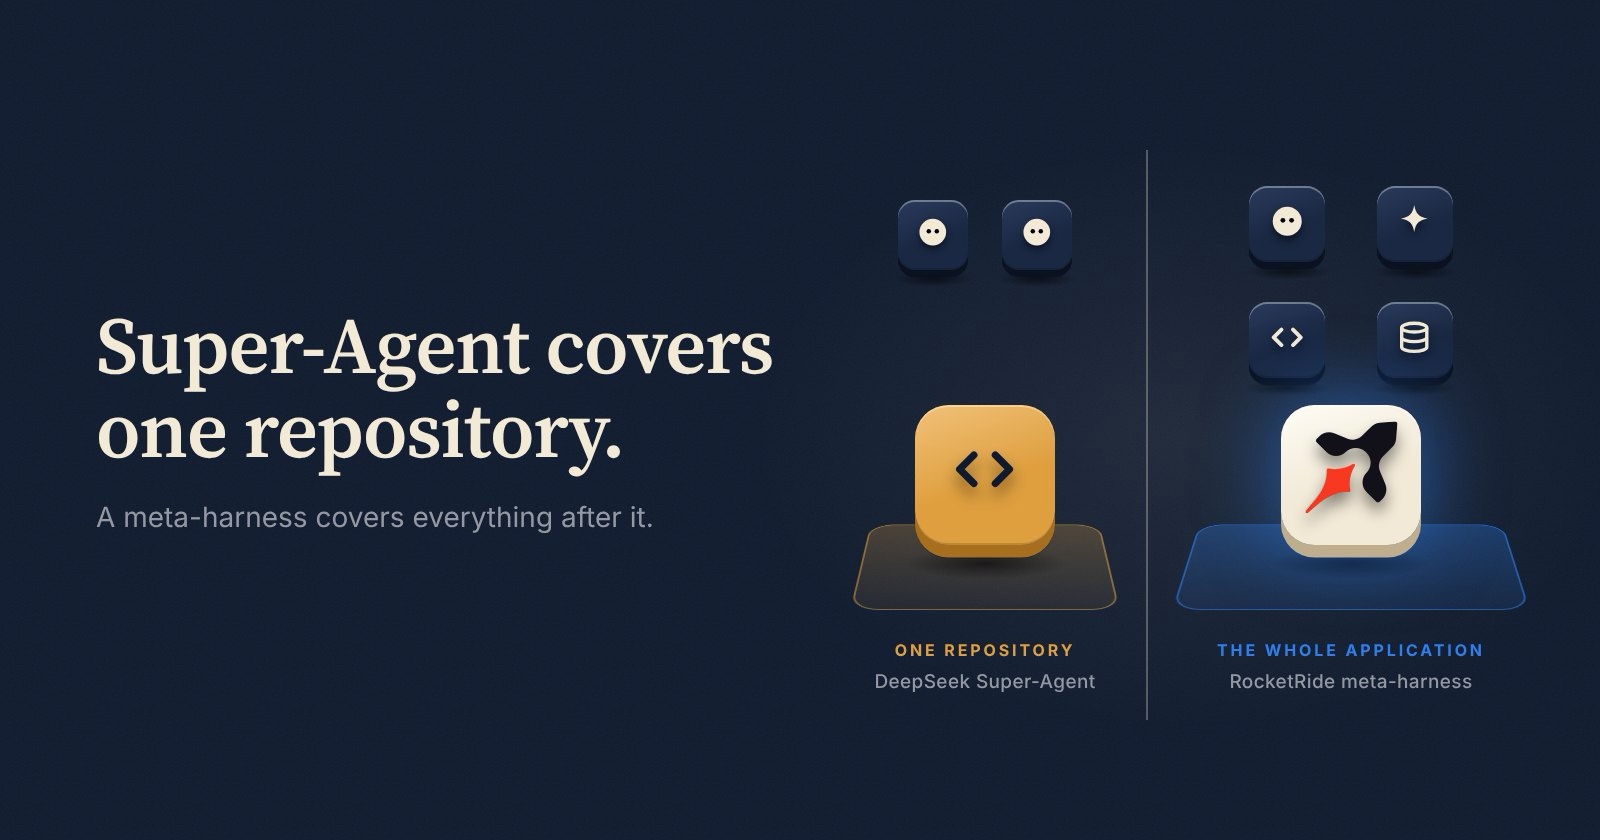 Super-Agent covers
one repository.
A meta-harness covers everything after it.
ONE REPOSITORY
DeepSeek Super-Agent
THE WHOLE APPLICATION
RocketRide meta-harness